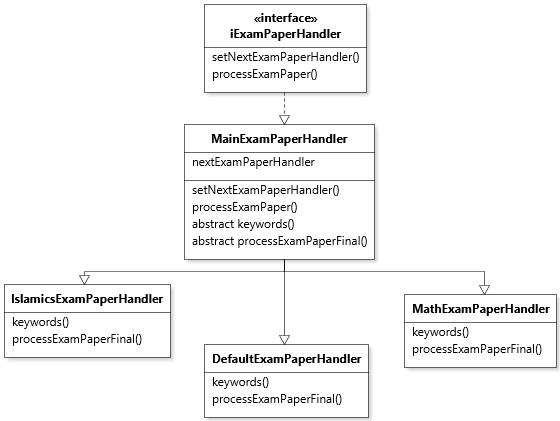 «interface»
iExamPaperHandler
setNextExamPaperHandler()
processExamPaper()
MainExamPaperHandler
nextExamPaperHandler
setNextExamPaperHandler()
processExamPaper()
abstract keywords()
abstract processExamPaperFinal()
IslamicsExamPaperHandler
keywords()
processExamPaperFinal()
DefaultExamPaperHandler
keywords()
processExamPaperFinal()
MathExamPaperHandler
keywords()
processExamPaperFinal()